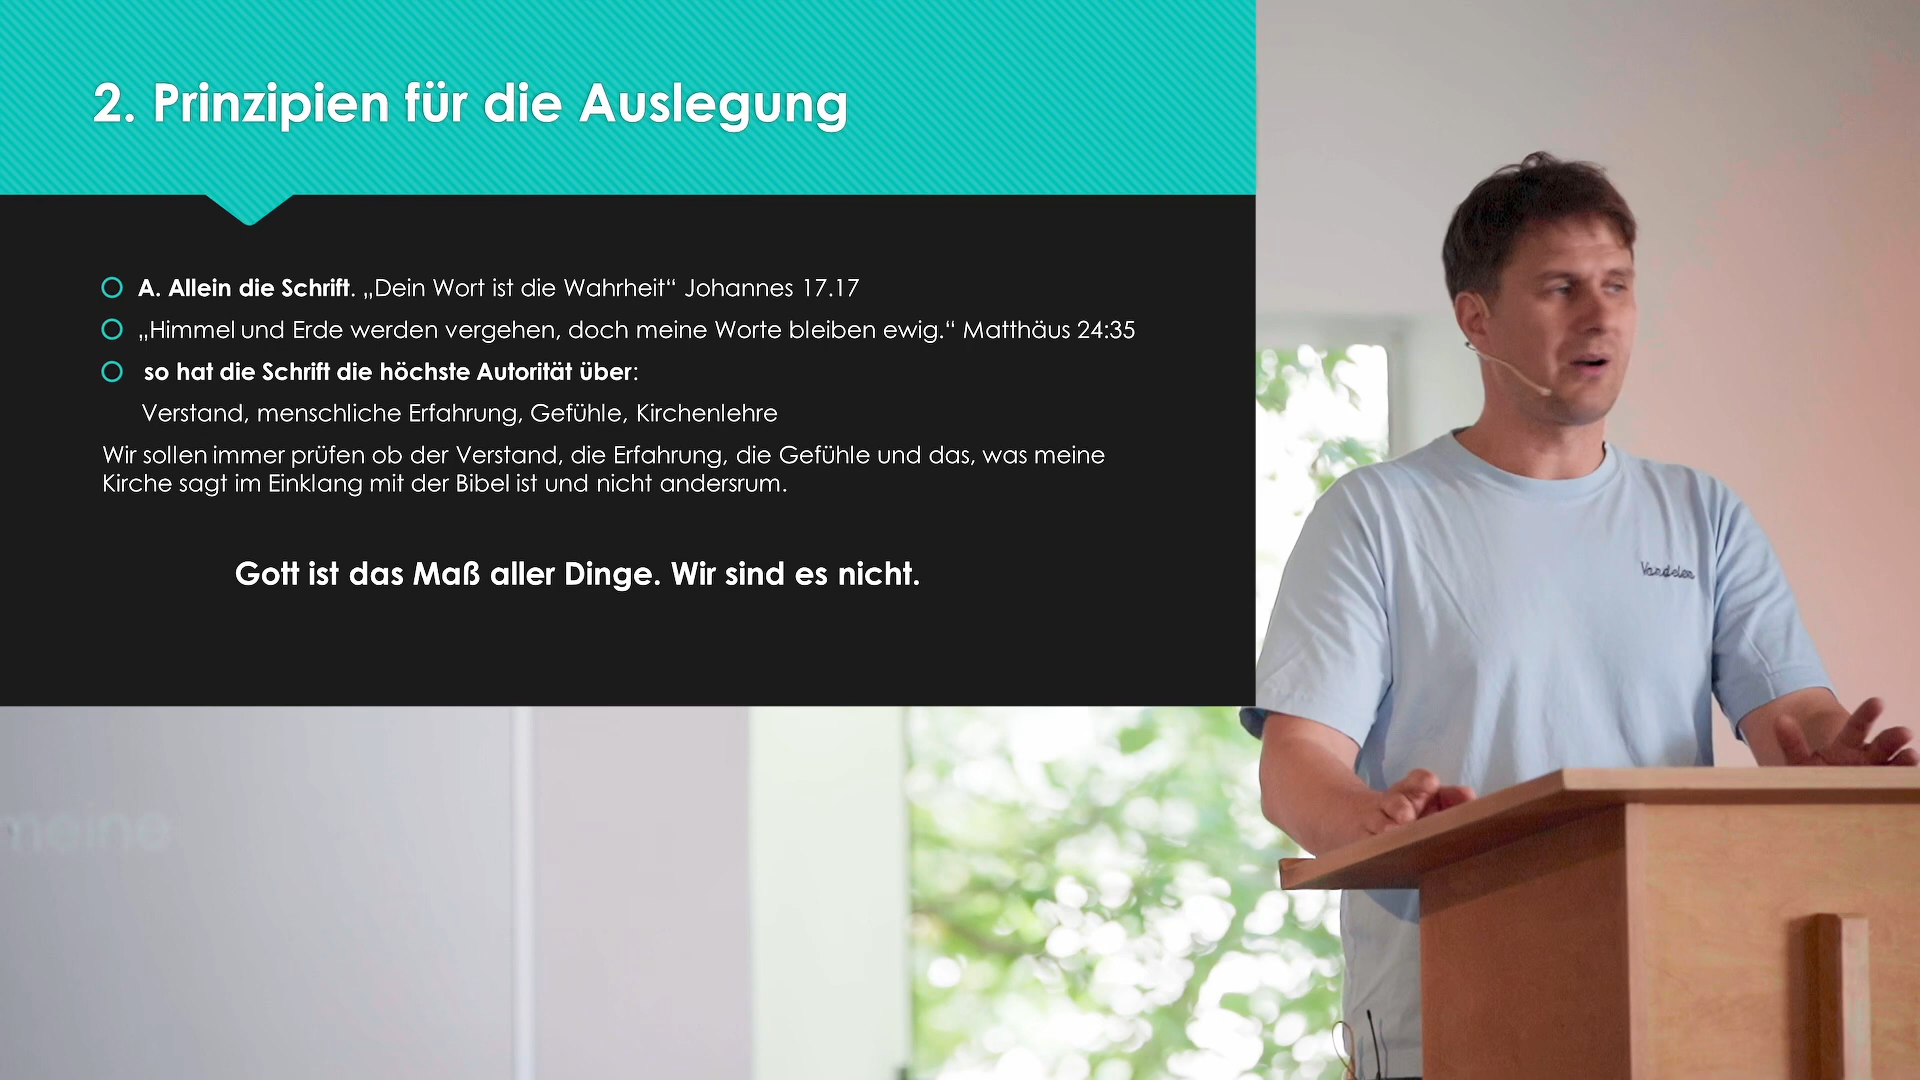 2. Prinzipien für die Auslegung
A. Allein die Schrift. „Dein Wort ist die Wahrheit“ Johannes 17.17
„Himmel und Erde werden vergehen, doch meine Worte bleiben ewig.“ Matthäus 24:35
so hat die Schrift die höchste Autorität über:
Verstand, menschliche Erfahrung, Gefühle, Kirchenlehre
Wir sollen immer prüfen ob der Verstand, die Erfahrung, die Gefühle und das, was meine
Kirche sagt im Einklang mit der Bibel ist und nicht andersrum.
Gott ist das Maß aller Dinge. Wir sind es nicht.
meine